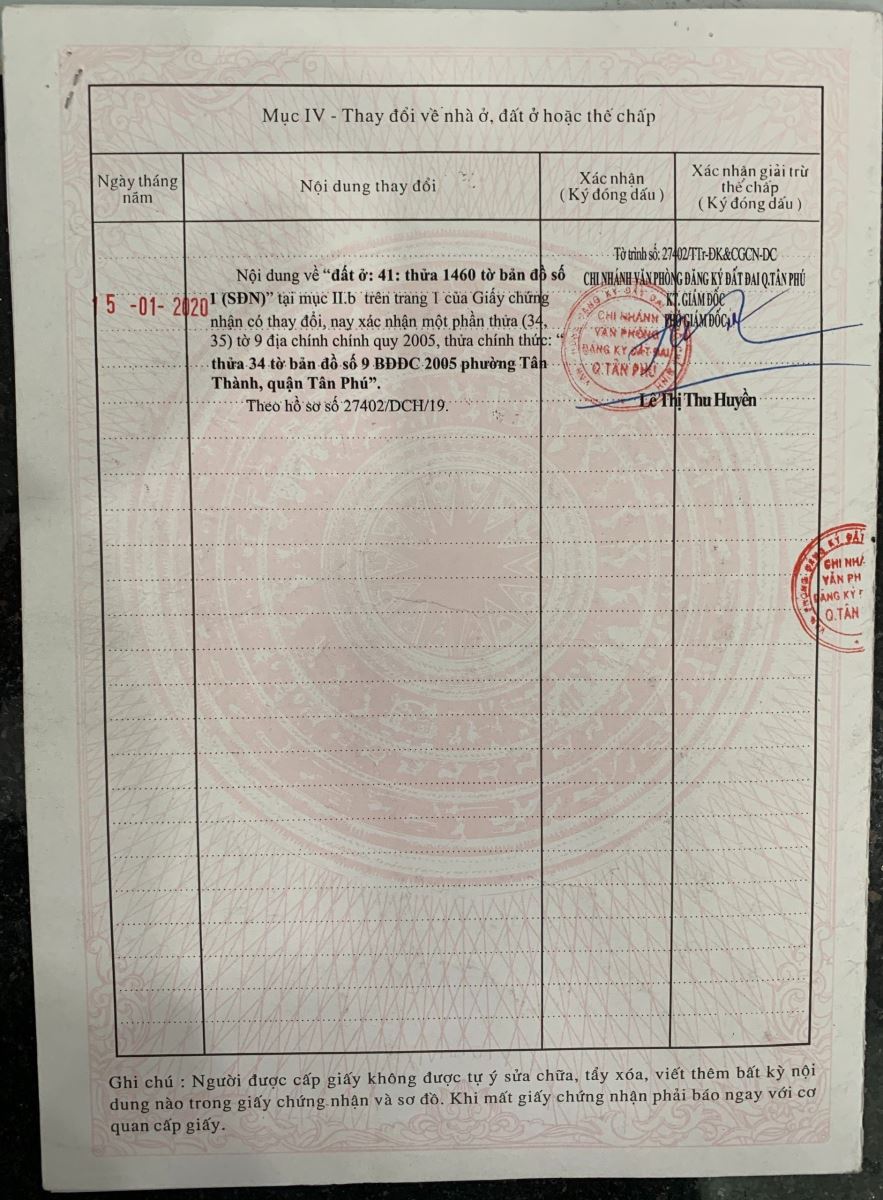 Mục IV - Thay đổi về nhà ở, đất ở hoặc thế chấp
Ngày tháng năm
Nội dung thay đổi
Xác nhận
( Ký đóng dấu )
Xác nhận giải trừ
thế chấp
( Ký đóng dấu )
15 -01- 2020
Nội dung về “đất ở: 41: thửa 1460 tờ bản đồ số
1 (SĐN)” tại mục II.b trên trang 1 của Giấy chứng
nhận có thay đổi, nay xác nhận một phần thửa (34,
35) tờ 9 địa chính chính quy 2005, thửa chính thức: “
thửa 34 tờ bản đồ số 9 BĐĐC 2005 phường Tân
Thành, quận Tân Phú”.
Theo hồ sơ số 27402/DCH/19.
Tờ trình số: 27402/TTr-ĐK&CGCN-DC
CHI NHÁNH VĂN PHÒNG ĐĂNG KÝ ĐẤT ĐAI Q.TÂN PHÚ
KT. GIÁM ĐỐC
PHÓ GIÁM ĐỐC
CHI NHÁNH
VĂN PHÒNG
ĐĂNG KÝ ĐẤT ĐAI
Q.TÂN PHÚ
Lê Thị Thu Huyền
VĂN PHÒNG ĐĂNG KÝ ĐẤT
CHI NHÁ
VĂN PH
ĐĂNG KÝ
Q.TÂN
Ghi chú : Người được cấp giấy không được tự ý sửa chữa, tẩy xóa, viết thêm bất kỳ nội
dung nào trong giấy chứng nhận và sơ đồ. Khi mất giấy chứng nhận phải báo ngay với cơ
quan cấp giấy.